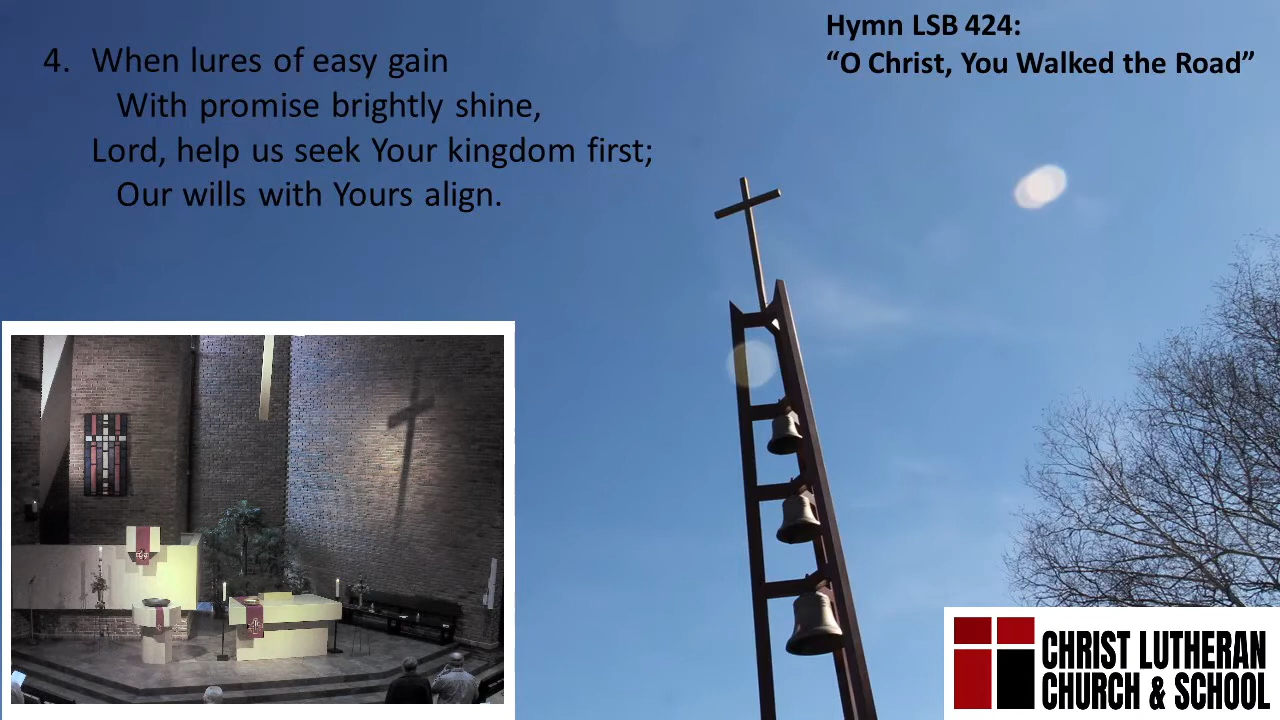 Hymn LSB 424:
“O Christ, You Walked the Road”
4. When lures of easy gain
With promise brightly shine,
Lord, help us seek Your kingdom first;
Our wills with Yours align.
CHRIST LUTHERAN
CHURCH & SCHOOL